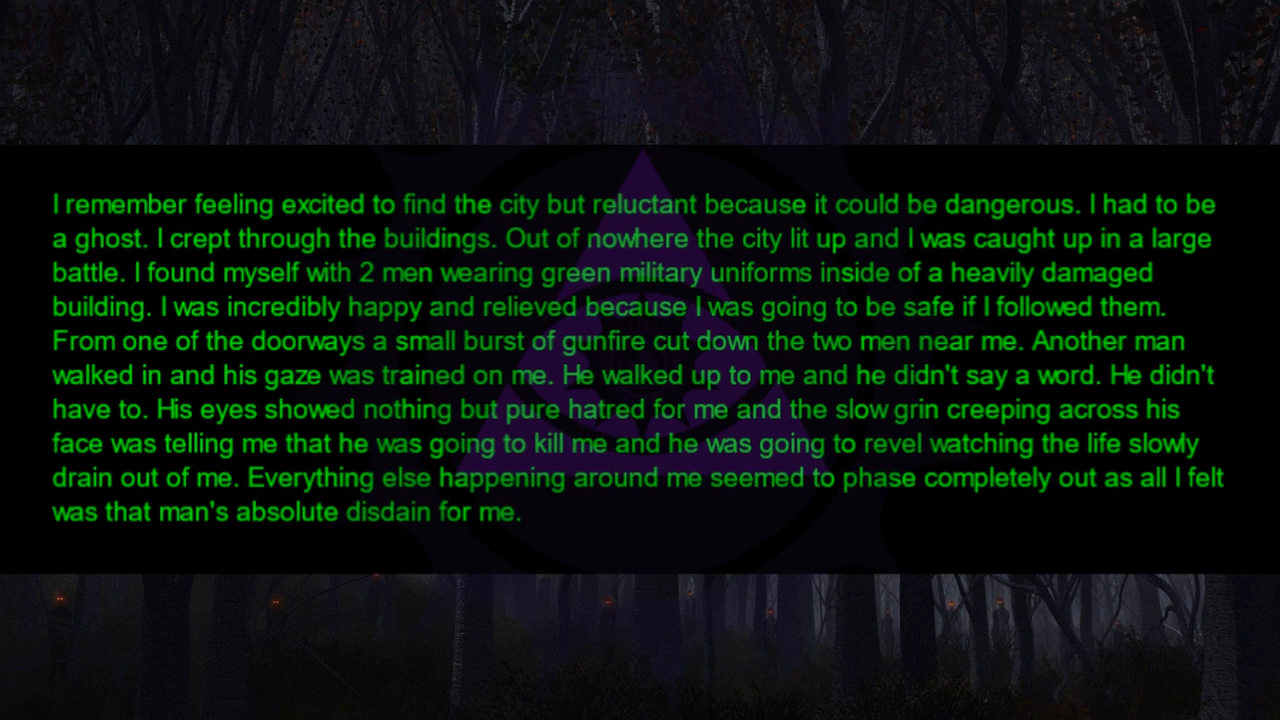 I remember feeling excited to find the city but reluctant because it could be dangerous. I had to be
a ghost. I crept through the buildings. Out of nowhere the city lit up and I was caught up in a large
battle. I found myself with 2 men wearing green military uniforms inside of a heavily damaged
building. I was incredibly happy and relieved because I was going to be safe if I followed them.
From one of the doorways a small burst of gunfire cut down the two men near me. Another man
walked in and his gaze was trained on me. He walked up to me and he didn't say a word. He didn't
have to. His eyes showed nothing but pure hatred for me and the slow grin creeping across his
face was telling me that he was going to kill me and he was going to revel watching the life slowly
drain out of me. Everything else happening around me seemed to phase completely out as all I felt
was that man's absolute disdain for me.